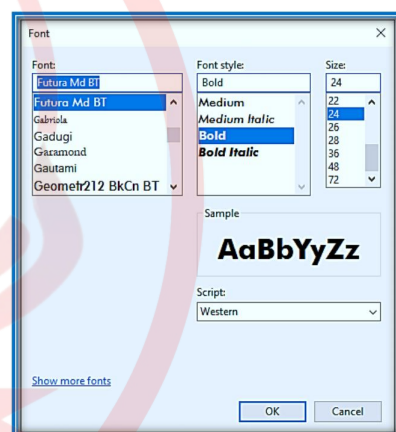 Font
Font: Font style: Size:
Futura Md BT Bold 24
Futura Md BT Medium 22
Gabriola Medium Italic 24
Gadugi Bold 26
Garamond Bold Italic 28
Gautami 36
Geometr212 BkCn BT 48
72
Sample
AaBbYyZz
Script:
Western
Show more fonts
OK Cancel